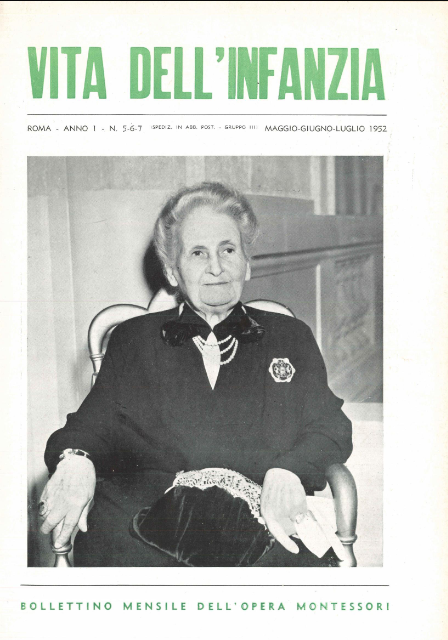 VITA DELL'INFANZIA
ROMA - ANNO I - N. 5-6-7 (SPEDIZ. IN ABB. POST. - GRUPPO III) MAGGIO-GIUGNO-LUGLIO 1952
BOLLETTINO MENSILE DELL'OPERA MONTESSORI